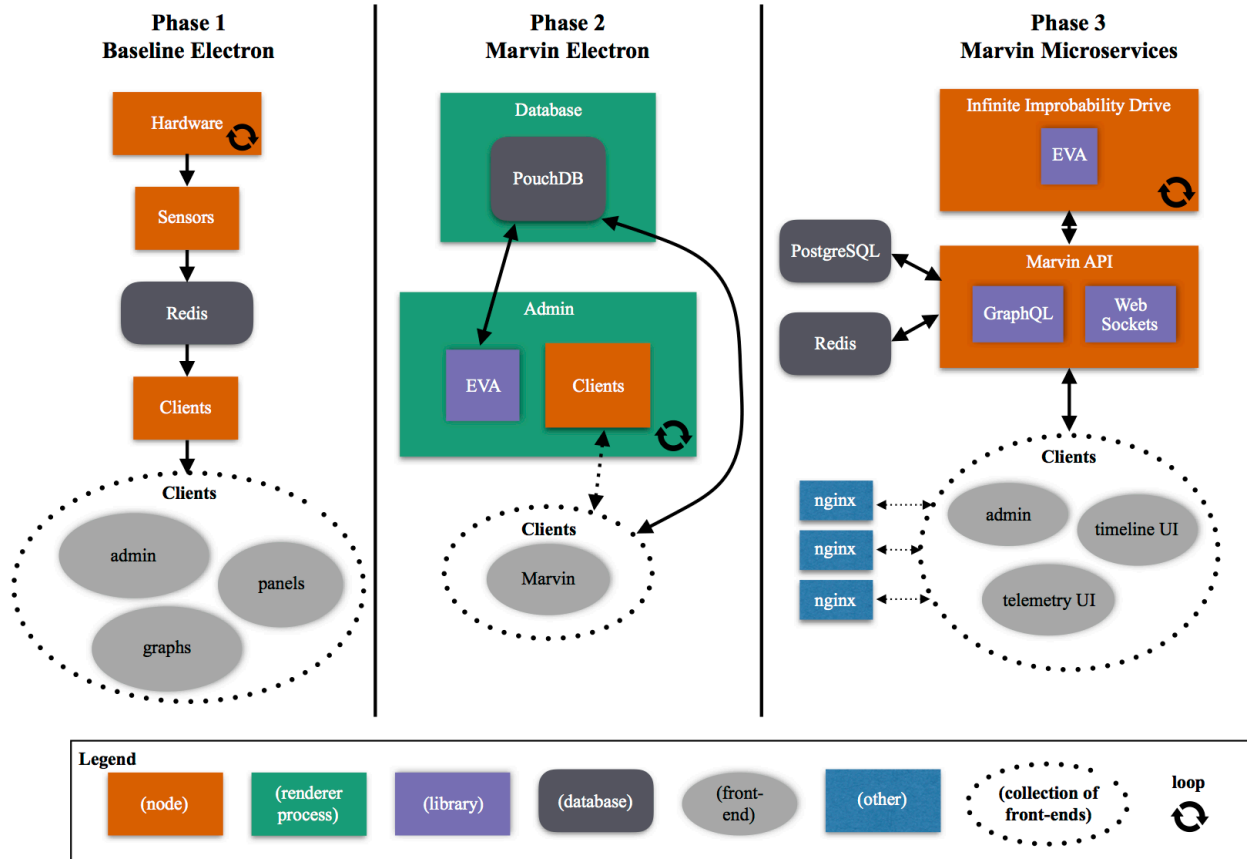 Phase 1
Baseline Electron
Hardware
Sensors
Redis
Clients
Clients
admin
panels
graphs
Phase 2
Marvin Electron
Database
PouchDB
Admin
EVA
Clients
Clients
Marvin
Phase 3
Marvin Microservices
Infinite Improbability Drive
EVA
PostgreSQL
Redis
Marvin API
GraphQL
Web
Sockets
Clients
nginx
nginx
nginx
admin
timeline UI
telemetry UI
Legend
(node)
(renderer
process)
(library)
(database)
(front-
end)
(other)
(collection of
front-ends)
loop